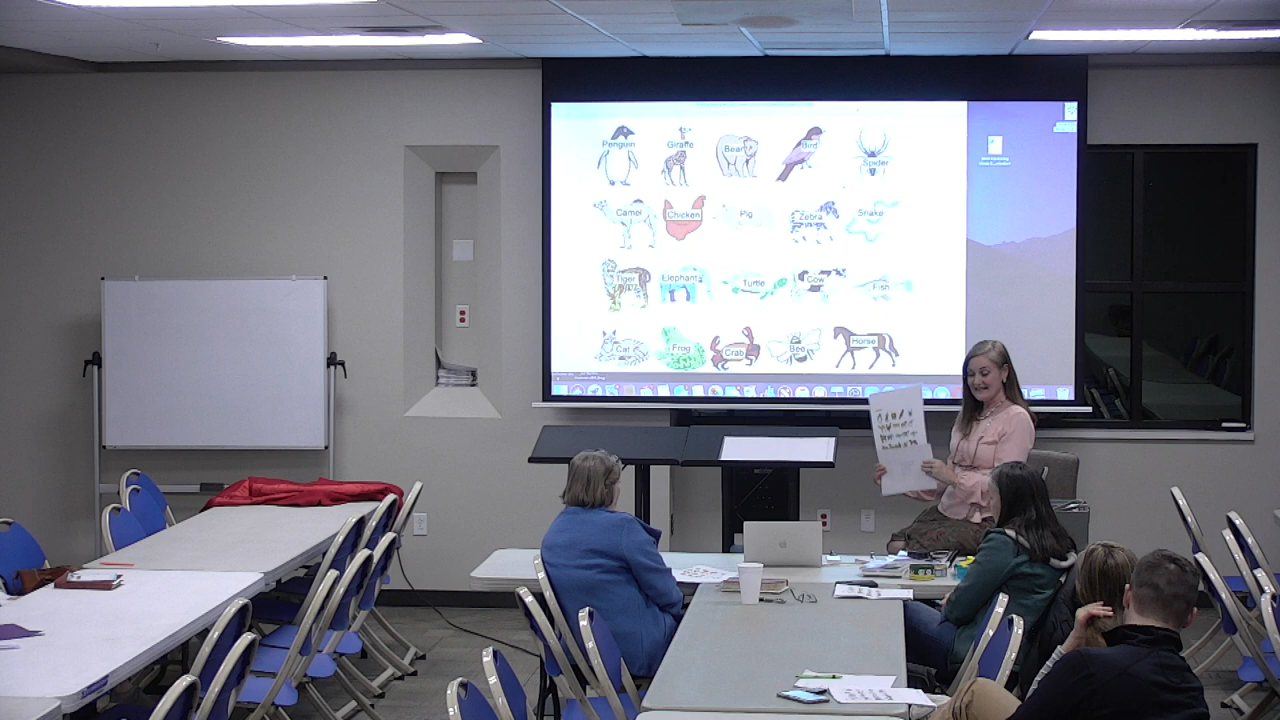 Penguin Giraffe Bear Bird Spider
Camel Chicken Pig Zebra Snake
Tiger Elephant Turtle Cow Fish
Cat Frog Crab Bee Horse